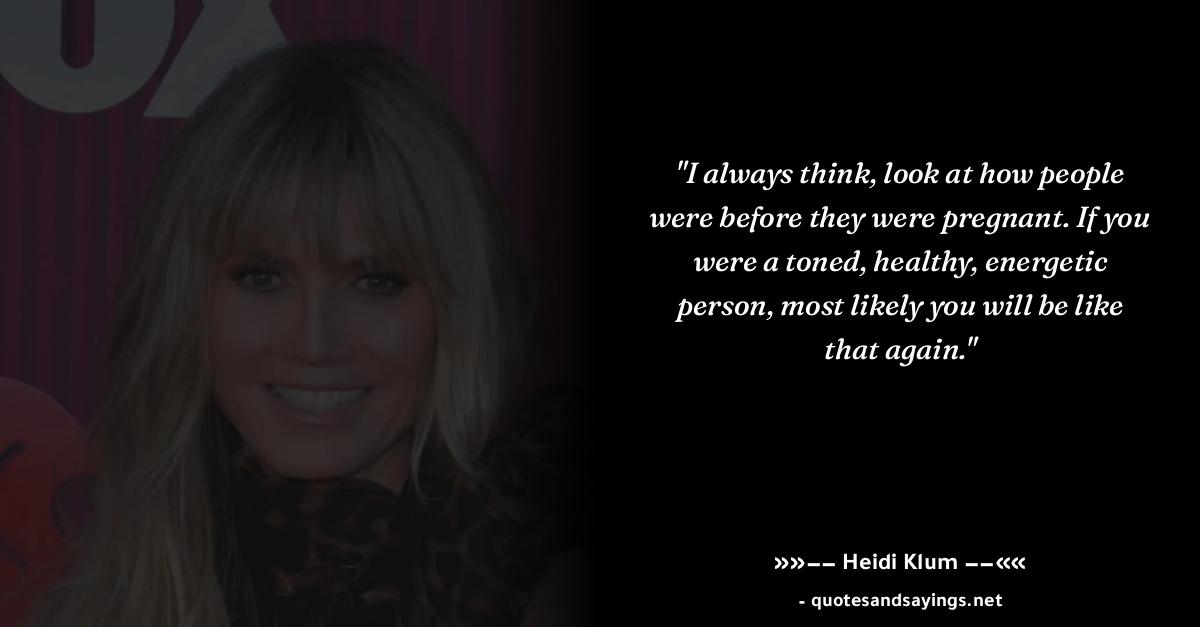 "I always think, look at how people
were before they were pregnant. If you
were a toned, healthy, energetic
person, most likely you will be like
that again."
»»−− Heidi Klum −−««
- quotesandsayings.net